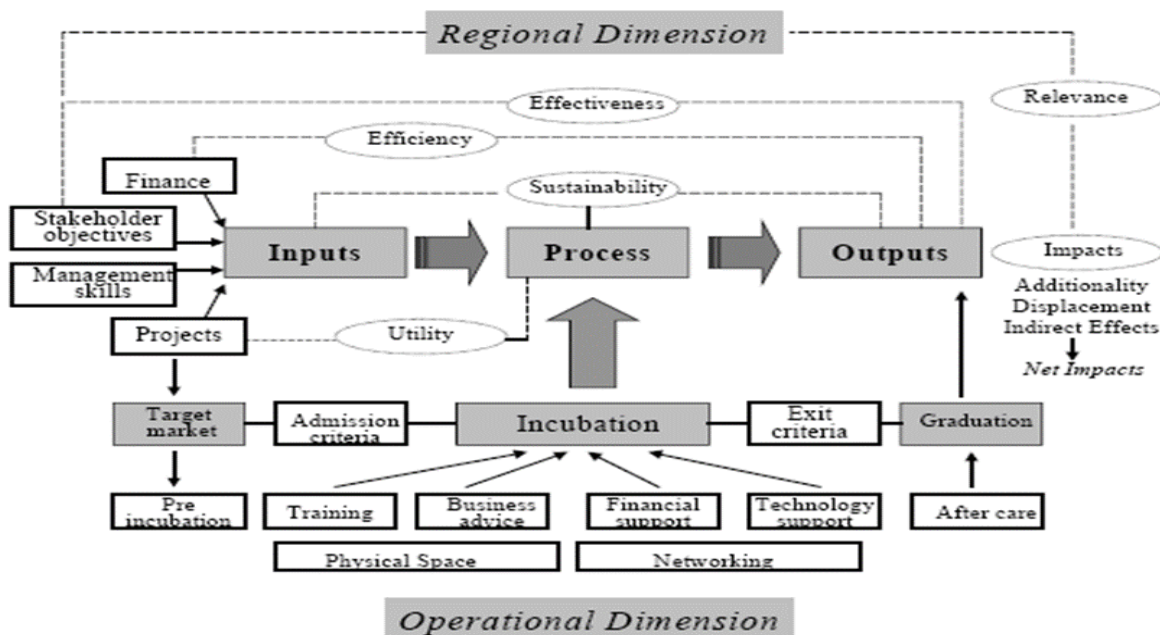 Regional Dimension
Effectiveness
Relevance
Efficiency
Finance
Sustainability
Stakeholder
objectives
Inputs
Process
Outputs
Impacts
Management
skills
Additionality
Displacement
Indirect Effects
Projects
Utility
Net Impacts
Target
market
Admission
criteria
Incubation
Exit
criteria
Graduation
Pre
incubation
Training
Business
advice
Financial
support
Technology
support
After care
Physical Space
Networking
Operational Dimension